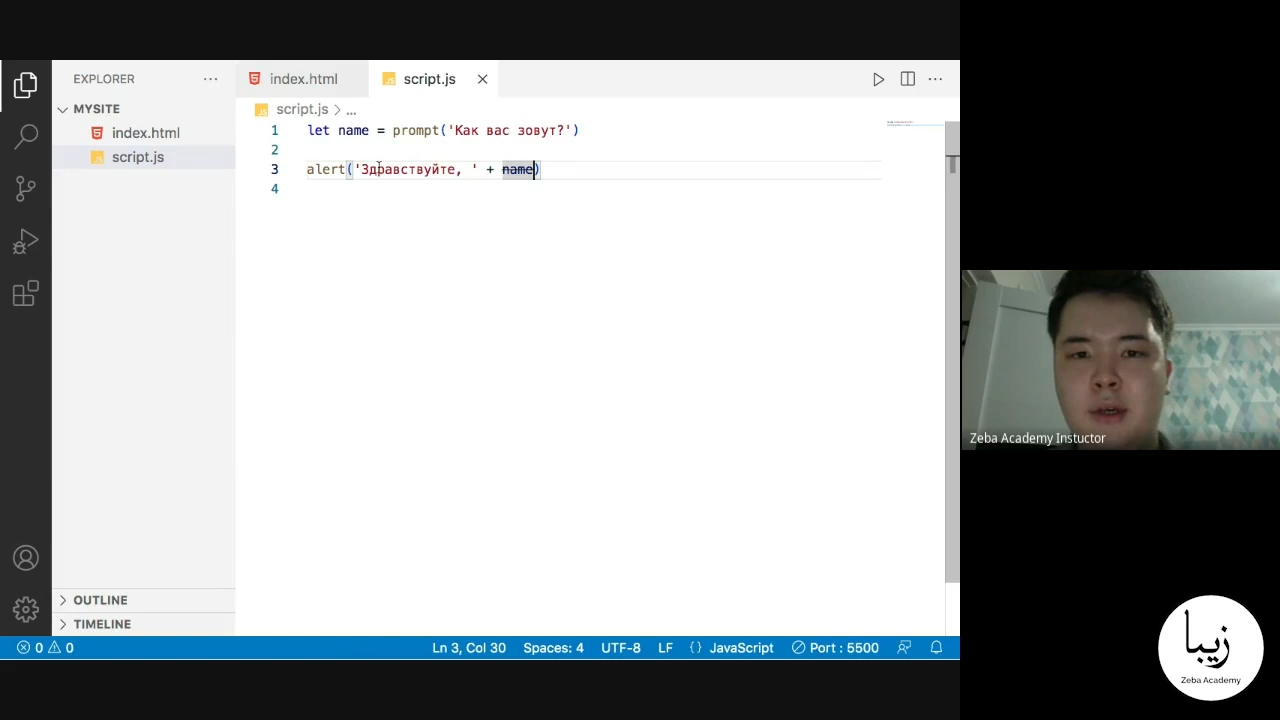 EXPLORER
MYSITE
index.html
script.js
OUTLINE
TIMELINE
index.html
script.js
script.js > ...
1 let name = prompt('Как вас зовут?')
2
3 alert('Здравствуйте, ' + name)
4
0 0
Ln 3, Col 30
Spaces: 4
UTF-8
LF
{} JavaScript
Port : 5500
Zeba Academy Instuctor
زيبا
Zeba Academy